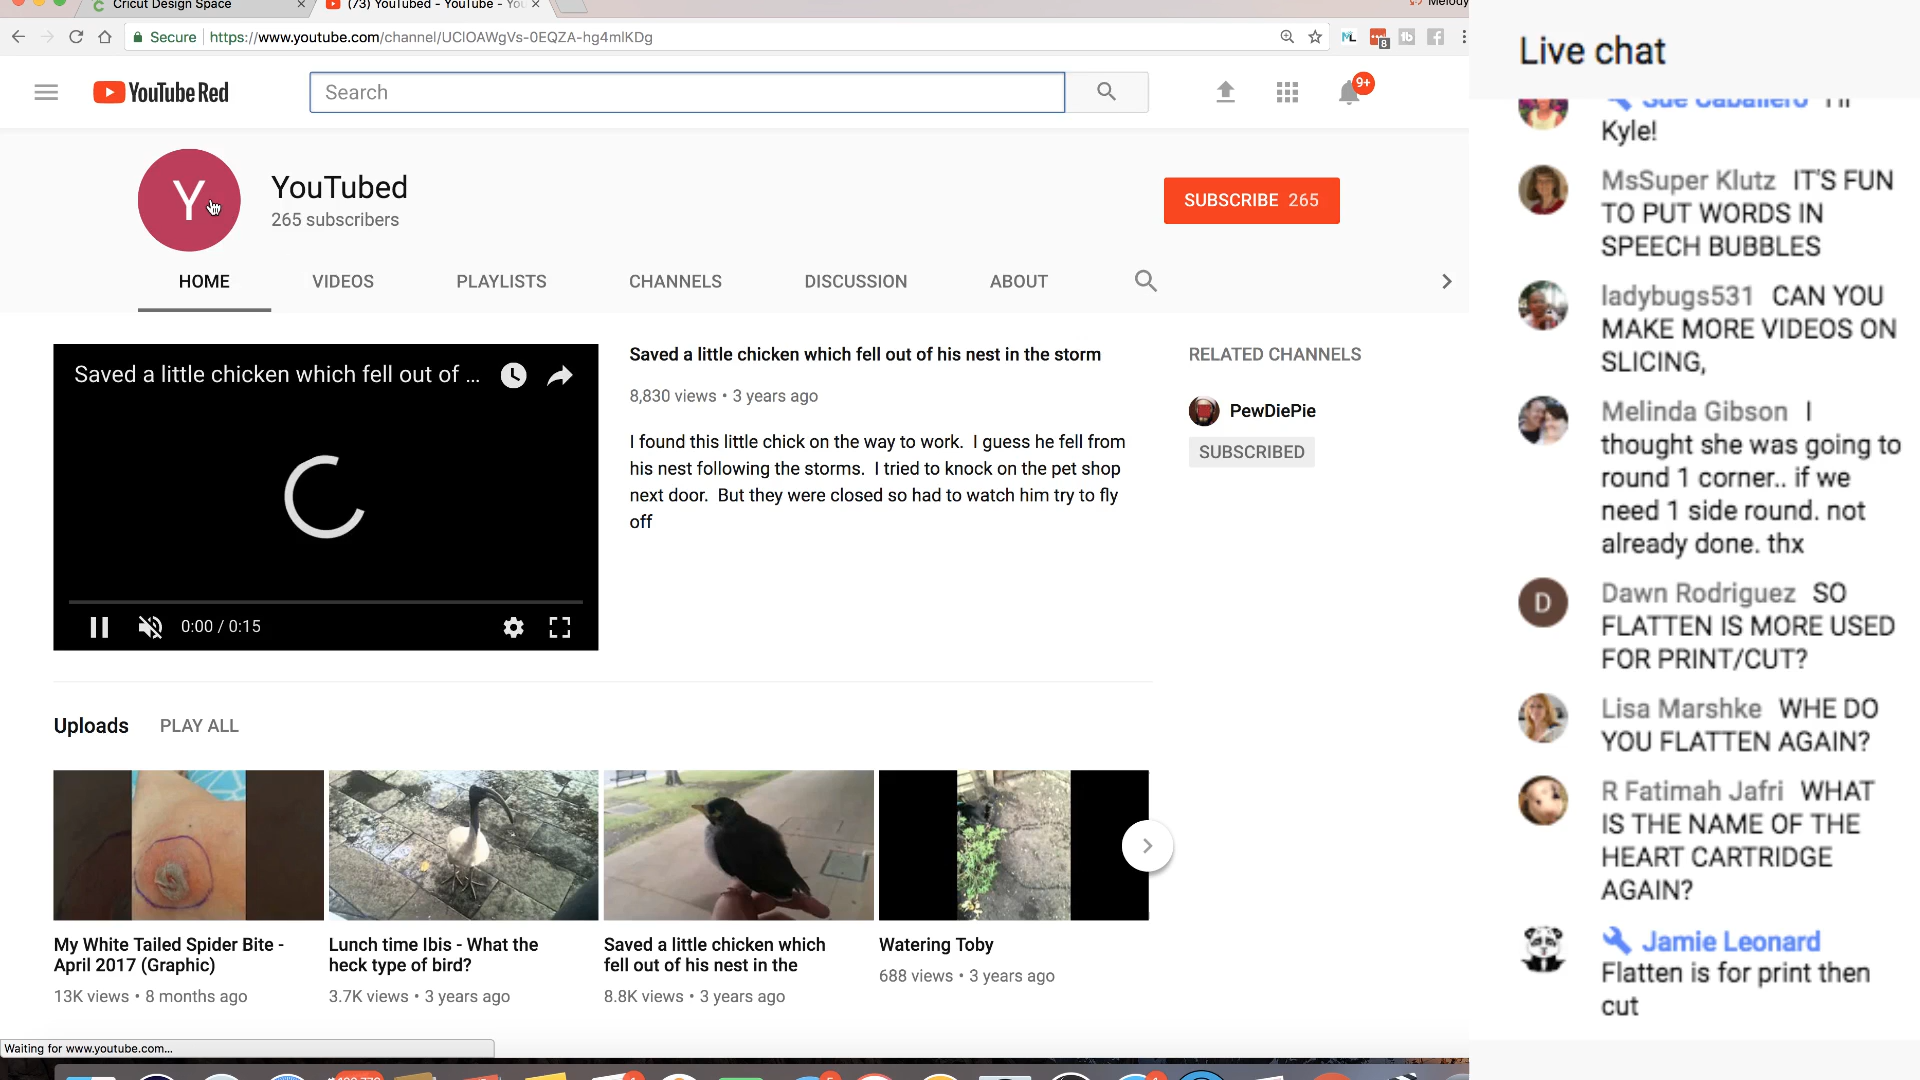 Cricut Design Space
(73) YouTubed - YouTube - You
Melody
Secure https://www.youtube.com/channel/UCIOAWgVs-0EQZA-hg4mlKDg
ML
8
YouTube Red
Search
9+
Y
YouTubed
265 subscribers
SUBSCRIBE 265
HOME VIDEOS PLAYLISTS CHANNELS DISCUSSION ABOUT
Saved a little chicken which fell out of ...
0:00 / 0:15
Saved a little chicken which fell out of his nest in the storm
8,830 views • 3 years ago
I found this little chick on the way to work. I guess he fell from
his nest following the storms. I tried to knock on the pet shop
next door. But they were closed so had to watch him try to fly
off
RELATED CHANNELS
PewDiePie
SUBSCRIBED
Uploads PLAY ALL
My White Tailed Spider Bite -
April 2017 (Graphic)
13K views • 8 months ago
Lunch time Ibis - What the
heck type of bird?
3.7K views • 3 years ago
Saved a little chicken which
fell out of his nest in the
8.8K views • 3 years ago
Watering Toby
688 views • 3 years ago
Waiting for www.youtube.com...
Live chat
Sue Caballero Hi
Kyle!
MsSuper Klutz IT'S FUN
TO PUT WORDS IN
SPEECH BUBBLES
ladybugs531 CAN YOU
MAKE MORE VIDEOS ON
SLICING,
Melinda Gibson I
thought she was going to
round 1 corner.. if we
need 1 side round. not
already done. thx
D
Dawn Rodriguez SO
FLATTEN IS MORE USED
FOR PRINT/CUT?
Lisa Marshke WHE DO
YOU FLATTEN AGAIN?
R Fatimah Jafri WHAT
IS THE NAME OF THE
HEART CARTRIDGE
AGAIN?
Jamie Leonard
Flatten is for print then
cut